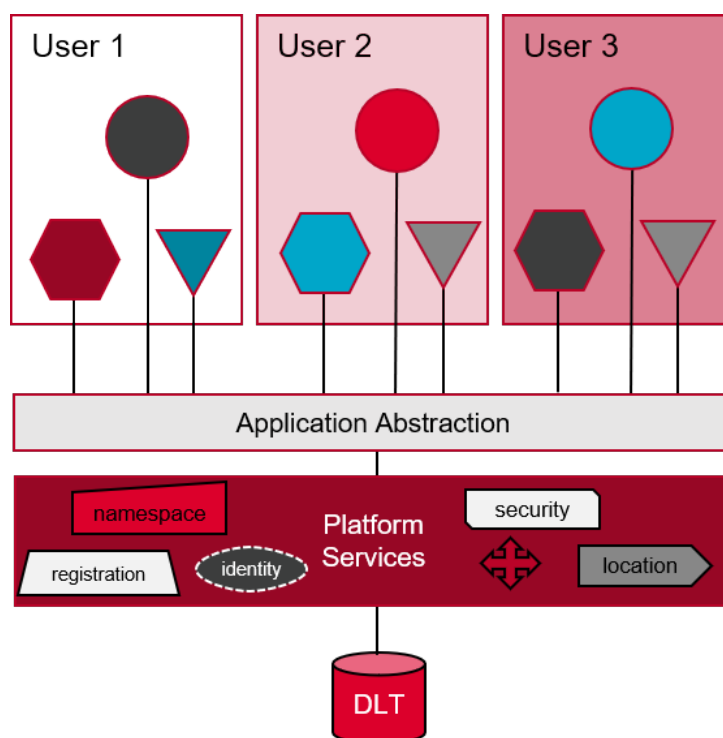 User 1
User 2
User 3
Application Abstraction
namespace
Platform
Services
security
registration
identity
location
DLT